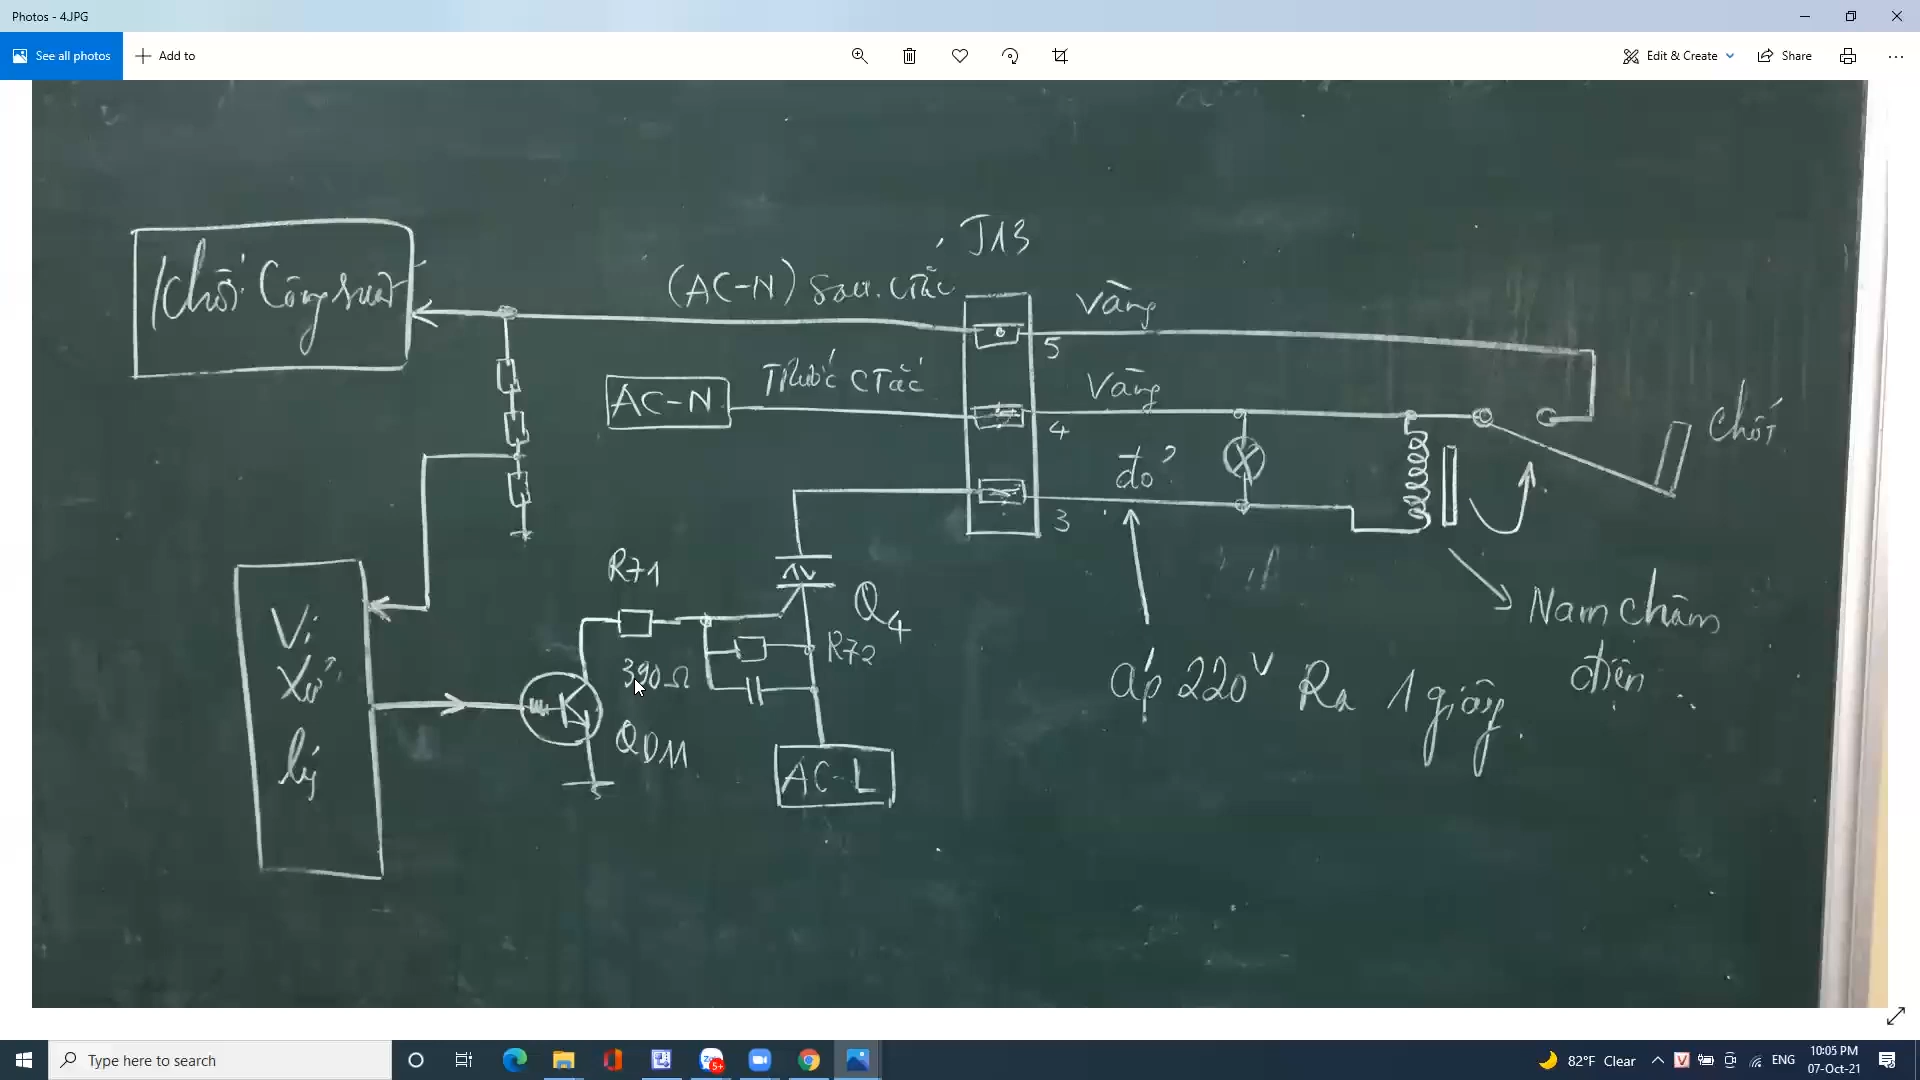 Photos - 4.JPG
See all photos
Add to
Edit & Create
Share
J13
Khối Công suất
(AC-N) Sau. CTắc
Vàng
5
AC-N
Trước CTắc
Vàng
4
Chốt
đỏ
3
R71
Q4
R72
390Ω
QD11
Vi
Xử
lý
AC-L
Nam châm
điện
áp 220V Ra 1 giây.
Type here to search
82°F Clear
ENG
10:05 PM
07-Oct-21